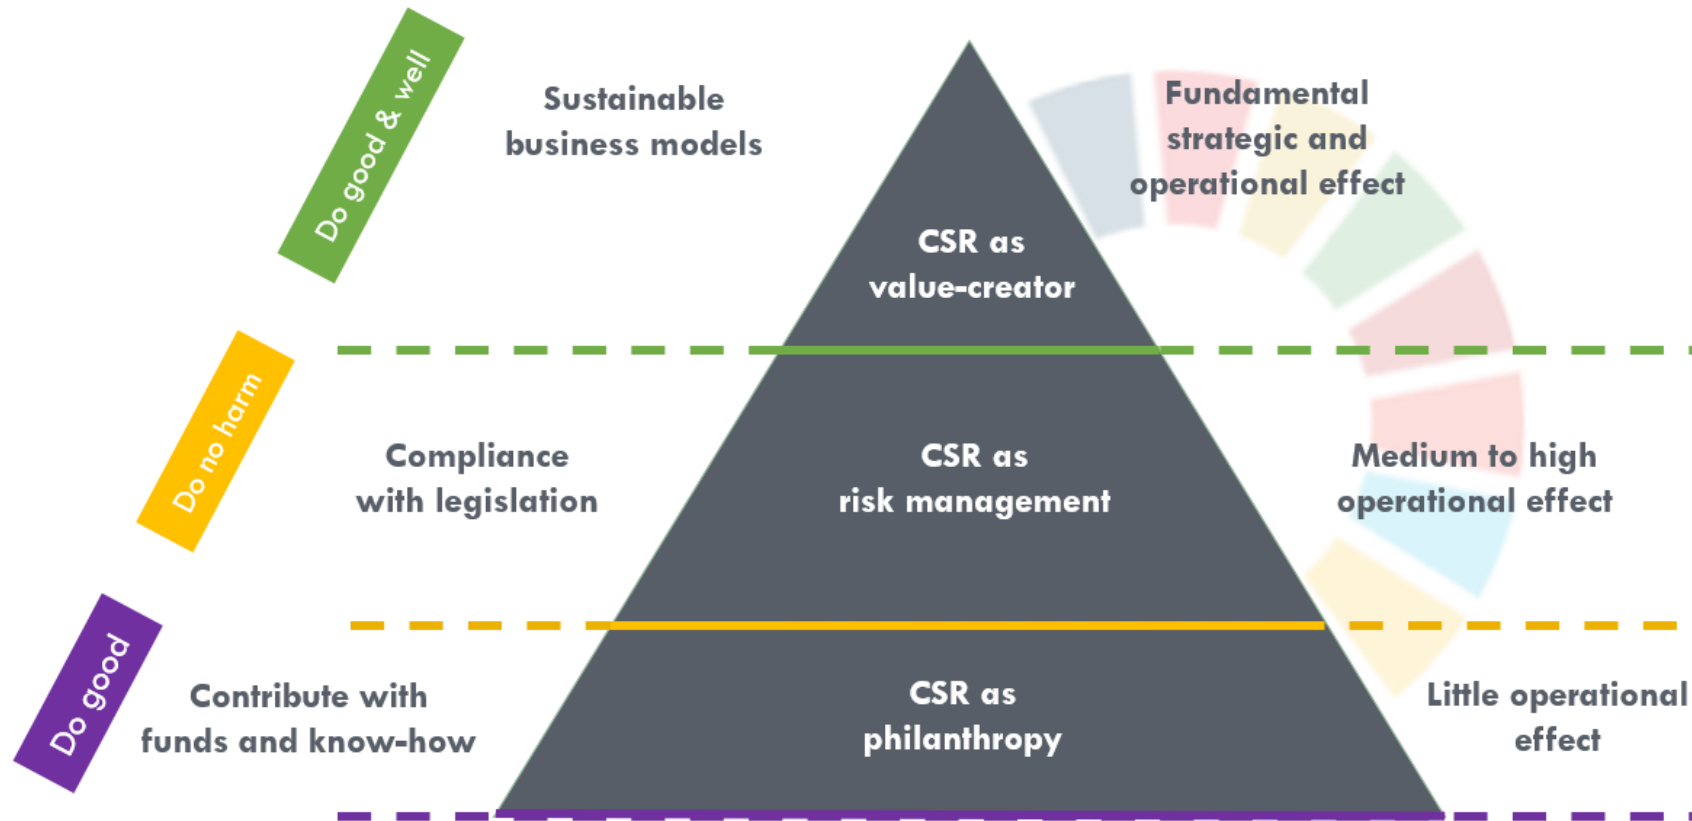 Do good & well
Sustainable
business models
CSR as
value-creator
Fundamental
strategic and
operational effect
Do no harm
Compliance
with legislation
CSR as
risk management
Medium to high
operational effect
Do good
Contribute with
funds and know-how
CSR as
philanthropy
Little operational
effect